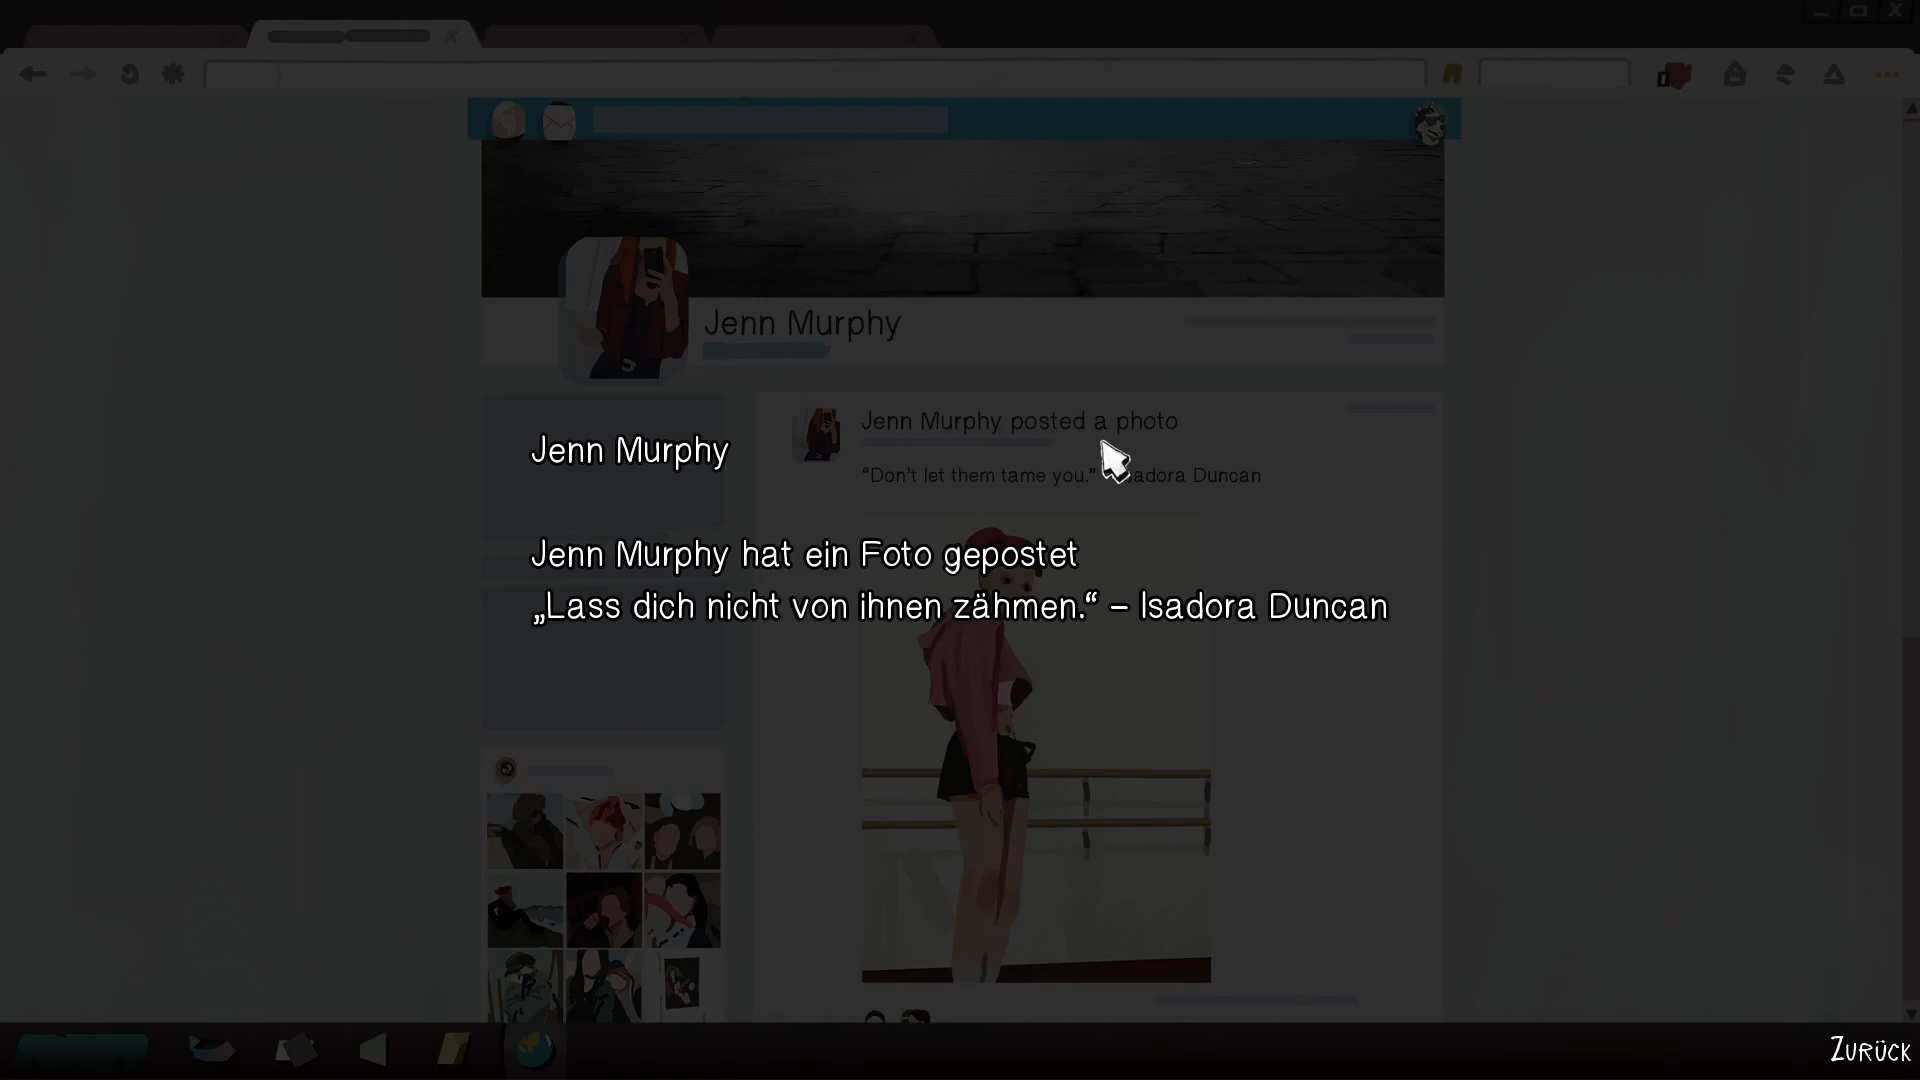 Jenn Murphy
Jenn Murphy posted a photo
“Don't let them tame you.” Isadora Duncan
Jenn Murphy
Jenn Murphy hat ein Foto gepostet
„Lass dich nicht von ihnen zähmen.“ – Isadora Duncan
Zurück